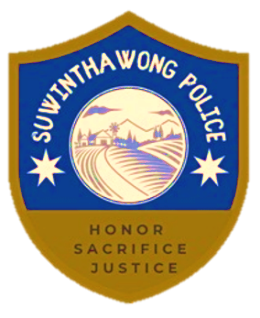 SUWINTHAWONG POLICE
HONOR
SACRIFICE
JUSTICE